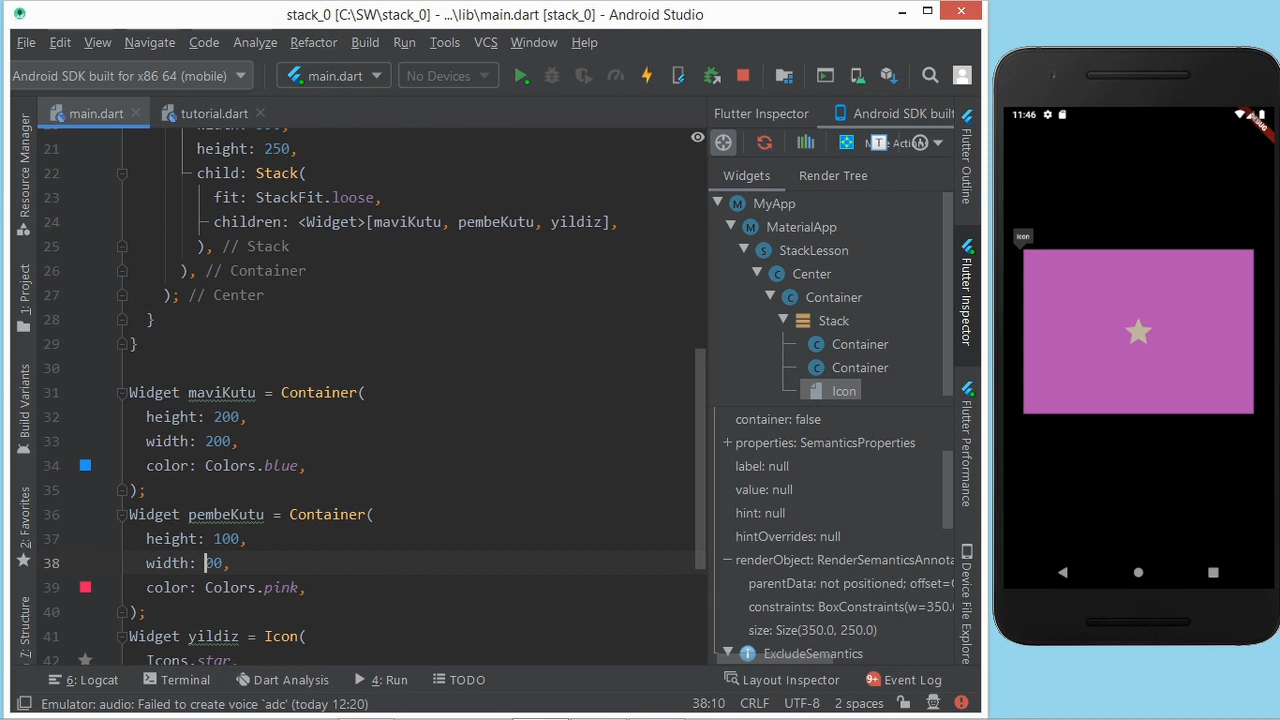 stack_0 [C:\SW\stack_0] - ...\lib\main.dart [stack_0] - Android Studio
File Edit View Navigate Code Analyze Refactor Build Run Tools VCS Window Help
Android SDK built for x86 64 (mobile) main.dart No Devices
main.dart tutorial.dart Flutter Inspector Android SDK buil
Resource Manager
1: Project
Build Variants
2: Favorites
Z: Structure
21 height: 250,
22 child: Stack(
23 fit: StackFit.loose,
24 children: <Widget>[maviKutu, pembeKutu, yildiz],
25 ), // Stack
26 ), // Container
27 ); // Center
28 }
29 }
30
31 Widget maviKutu = Container(
32 height: 200,
33 width: 200,
34 color: Colors.blue,
35 );
36 Widget pembeKutu = Container(
37 height: 100,
38 width: 00,
39 color: Colors.pink,
40 );
41 Widget yildiz = Icon(
42 Icons.star,
T
Widgets Render Tree
MyApp
MaterialApp
StackLesson
Center
Container
Stack
Container
Container
Icon
container: false
properties: SemanticsProperties
label: null
value: null
hint: null
hintOverrides: null
renderObject: RenderSemanticsAnnota
parentData: not positioned; offset=O
constraints: BoxConstraints(w=350.0
size: Size(350.0, 250.0)
ExcludeSemantics
Flutter Outline
Flutter Inspector
Flutter Performance
Device File Explorer
6: Logcat Terminal Dart Analysis 4: Run TODO Layout Inspector 9+ Event Log
Emulator: audio: Failed to create voice `adc' (today 12:20) 38:10 CRLF UTF-8 2 spaces
11:46
DEBUG
Icon